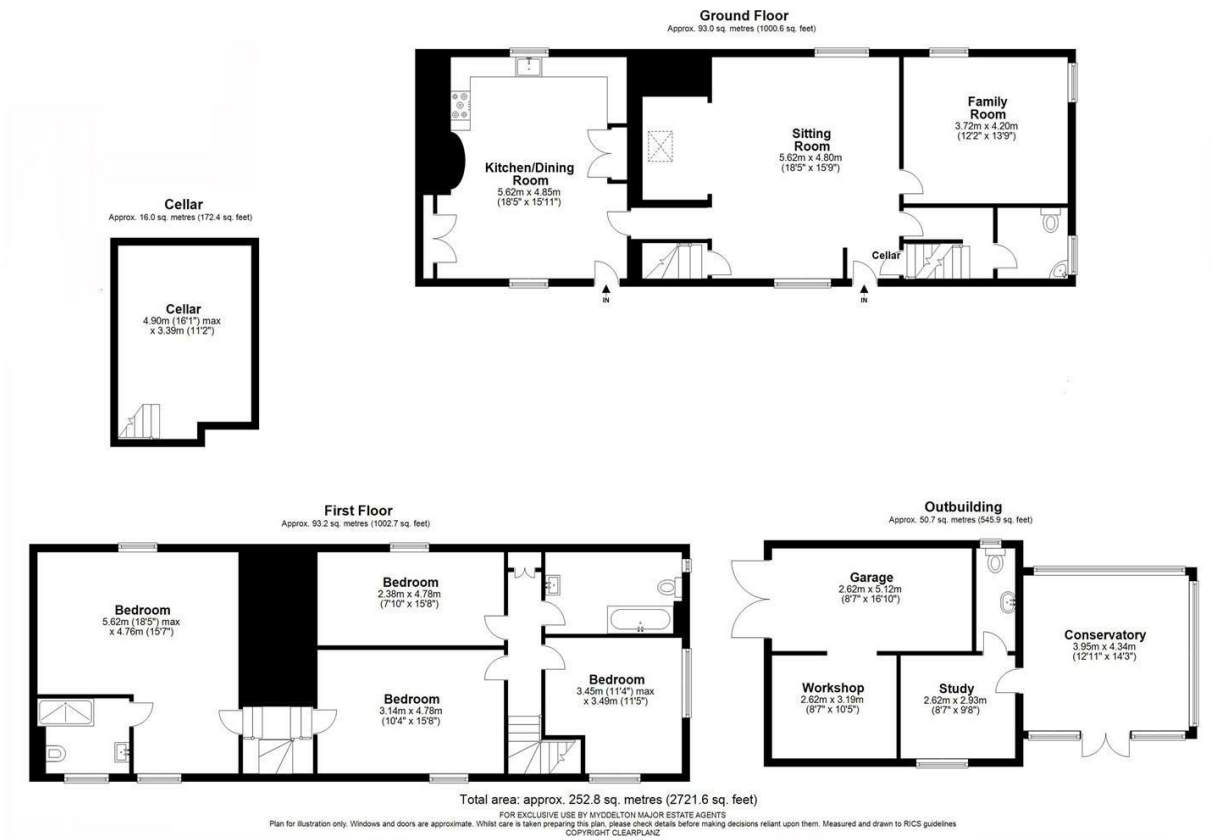 Ground Floor
Approx. 93.0 sq. metres (1000.6 sq. feet)
Family
Room
3.72m x 4.20m
(12'2" x 13'9")
Sitting
Room
5.62m x 4.80m
(18'5" x 15'9")
Kitchen/Dining
Room
5.62m x 4.85m
(18'5" x 15'11")
Cellar
IN
IN
Cellar
Approx. 16.0 sq. metres (172.4 sq. feet)
Cellar
4.90m (16'1") max
x 3.39m (11'2")
First Floor
Approx. 93.2 sq. metres (1002.7 sq. feet)
Bedroom
5.62m (18'5") max
x 4.76m (15'7")
Bedroom
2.38m x 4.78m
(7'10" x 15'8")
Bedroom
3.14m x 4.78m
(10'4" x 15'8")
Bedroom
3.45m (11'4") max
x 3.49m (11'5")
Outbuilding
Approx. 50.7 sq. metres (545.9 sq. feet)
Garage
2.62m x 5.12m
(8'7" x 16'10")
Conservatory
3.95m x 4.34m
(12'11" x 14'3")
Workshop
2.62m x 3.19m
(8'7" x 10'5")
Study
2.62m x 2.93m
(8'7" x 9'8")
Total area: approx. 252.8 sq. metres (2721.6 sq. feet)
FOR EXCLUSIVE USE BY MYDDELTON MAJOR ESTATE AGENTS
Plan for illustration only. Windows and doors are approximate. Whilst care is taken preparing this plan, please check details before making decisions reliant upon them. Measured and drawn to RICS guidelines
COPYRIGHT CLEARPLANZ